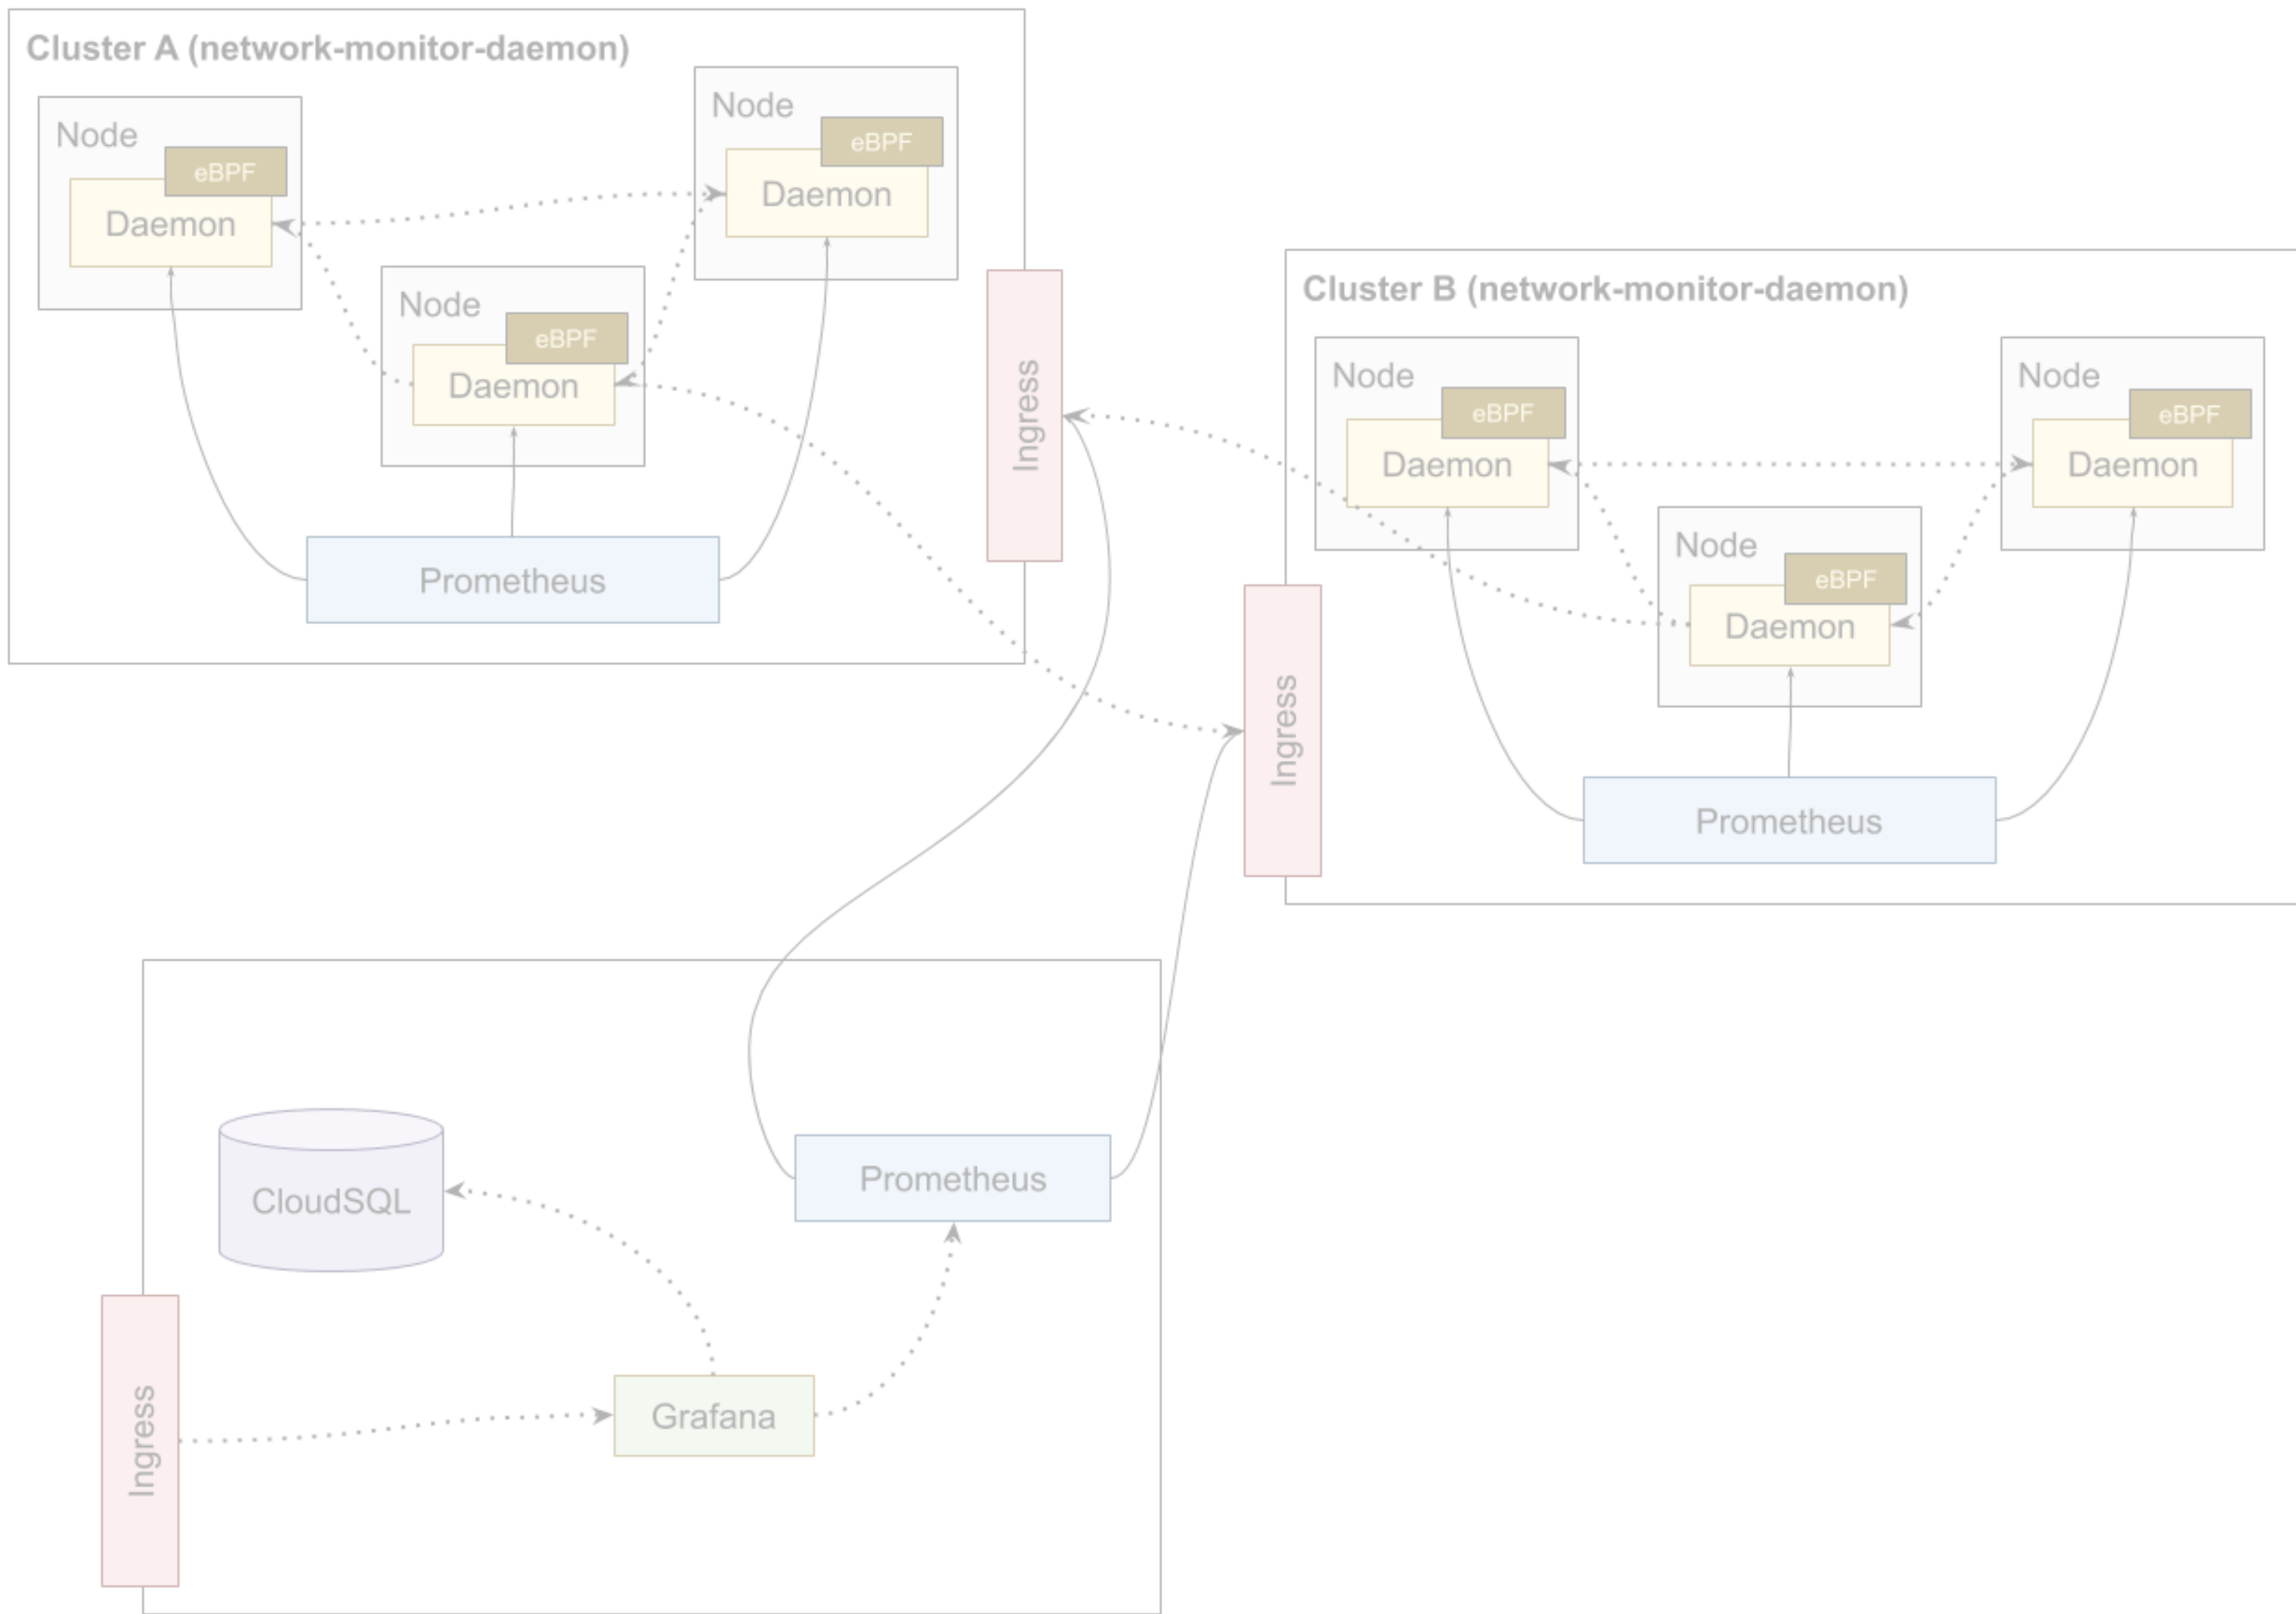 Cluster A (network-monitor-daemon)
Node
eBPF
Daemon
Node
eBPF
Daemon
Node
eBPF
Daemon
Prometheus
Ingress
Cluster B (network-monitor-daemon)
Node
eBPF
Daemon
Node
eBPF
Daemon
Node
eBPF
Daemon
Prometheus
Ingress
CloudSQL
Prometheus
Grafana
Ingress